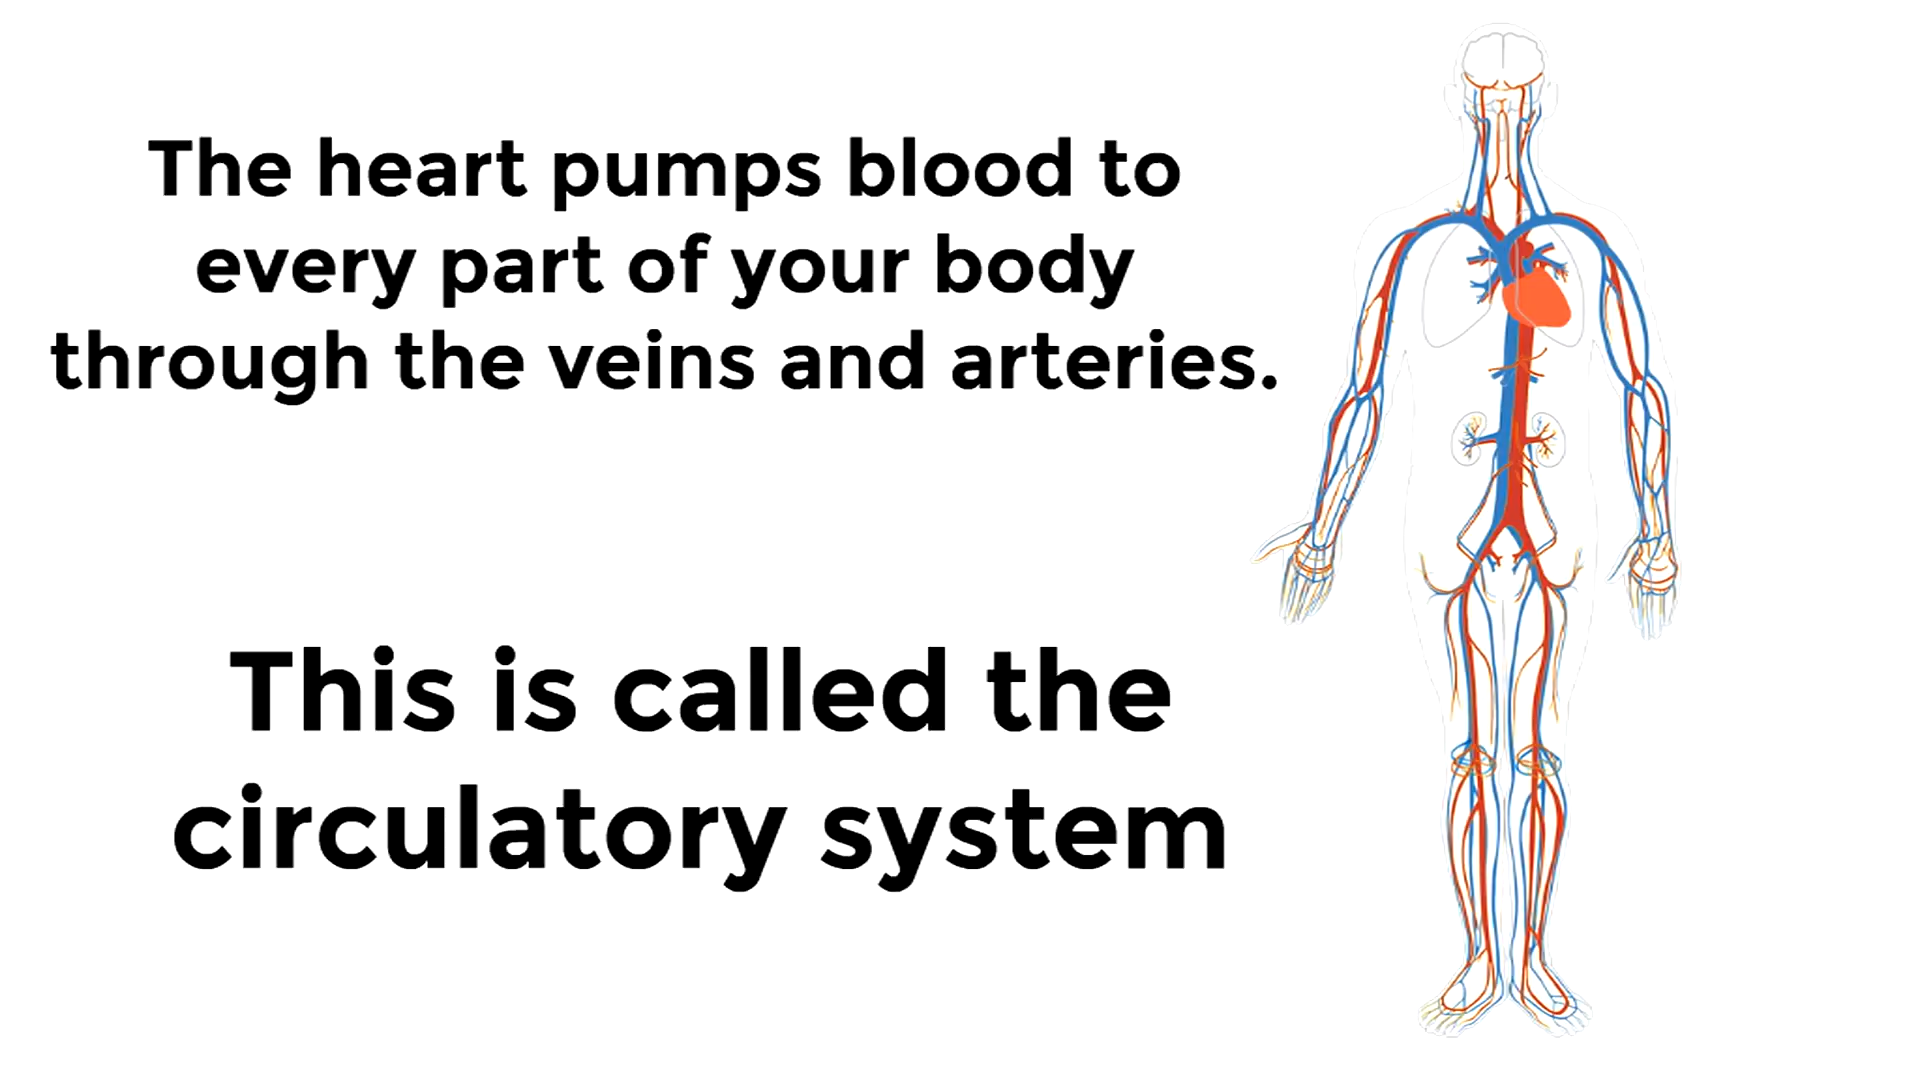 The heart pumps blood to
every part of your body
through the veins and arteries.
This is called the
circulatory system